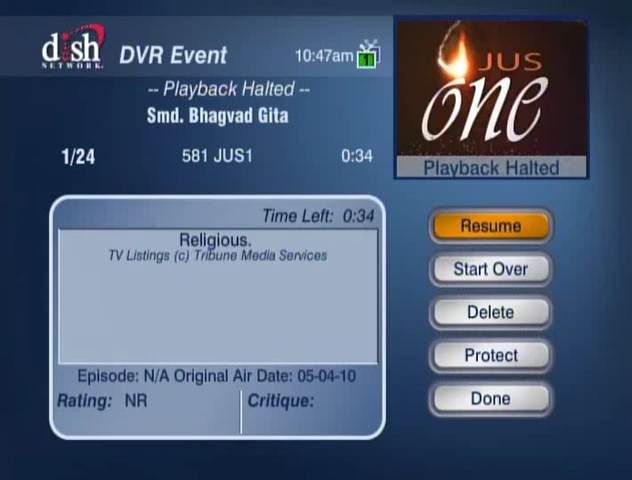 dish
NETWORK
DVR Event
10:47am
1
-- Playback Halted --
Smd. Bhagvad Gita
1/24
581 JUS1
0:34
JUS
one
Playback Halted
Time Left: 0:34
Religious.
TV Listings (c) Tribune Media Services
Episode: N/A Original Air Date: 05-04-10
Rating: NR
Critique:
Resume
Start Over
Delete
Protect
Done